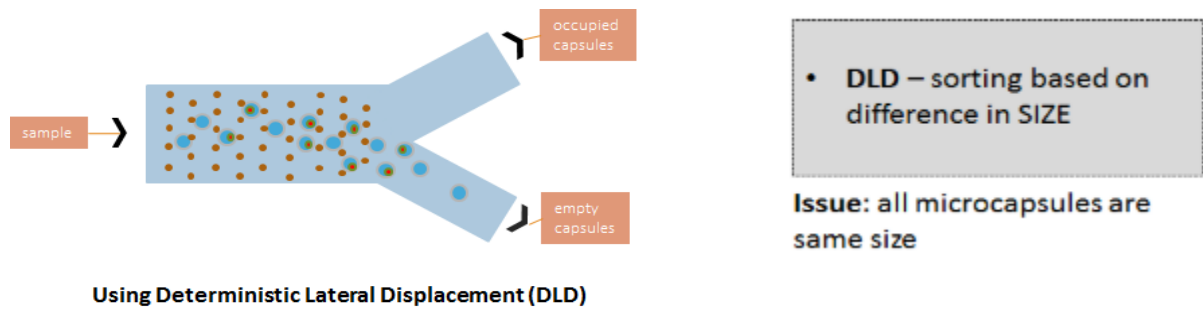 occupied
capsules
sample
empty
capsules
Using Deterministic Lateral Displacement (DLD)
• DLD – sorting based on
difference in SIZE
Issue: all microcapsules are
same size